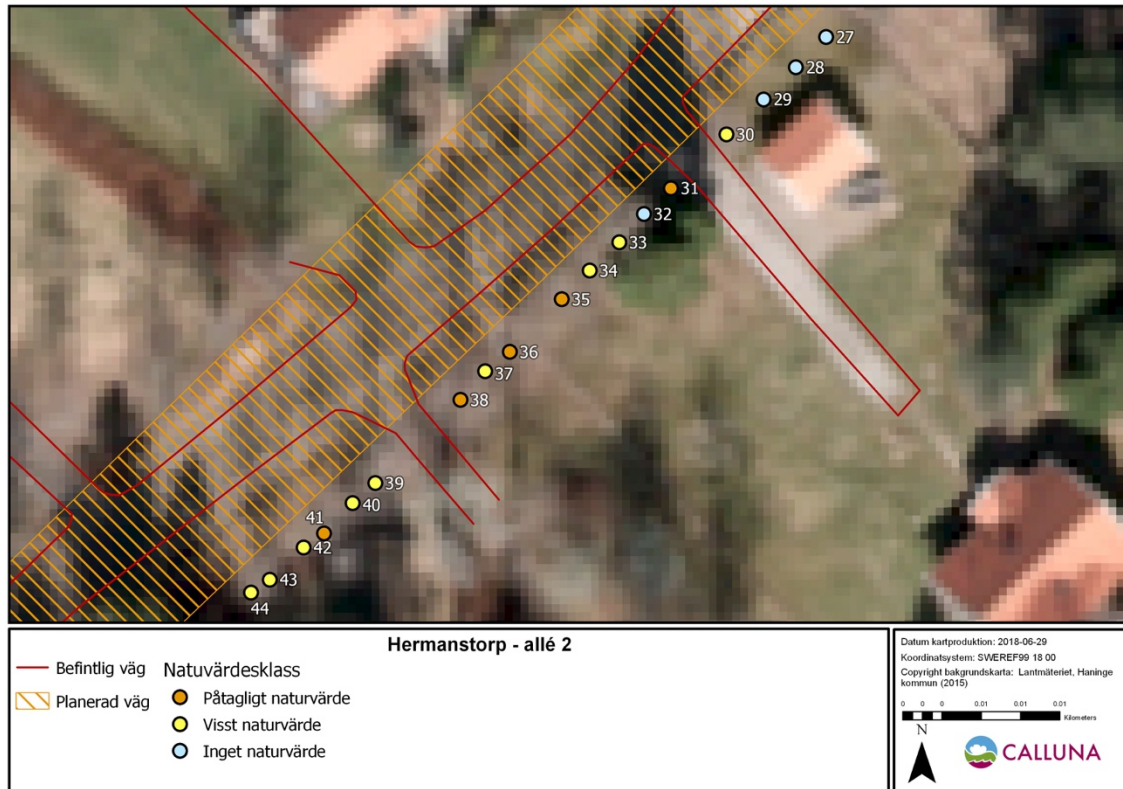 27
28
29
30
31
32
33
34
35
36
37
38
39
40
41
42
43
44
Hermanstorp - allé 2
Befintlig väg
Planerad väg
Natuvärdesklass
Påtagligt naturvärde
Visst naturvärde
Inget naturvärde
Datum kartproduktion: 2018-06-29
Koordinatsystem: SWEREF99 18 00
Copyright bakgrundskarta: Lantmäteriet, Haninge
kommun (2015)
0 0 0 0.01 0.01 0.01
Kilometers
N
CALLUNA